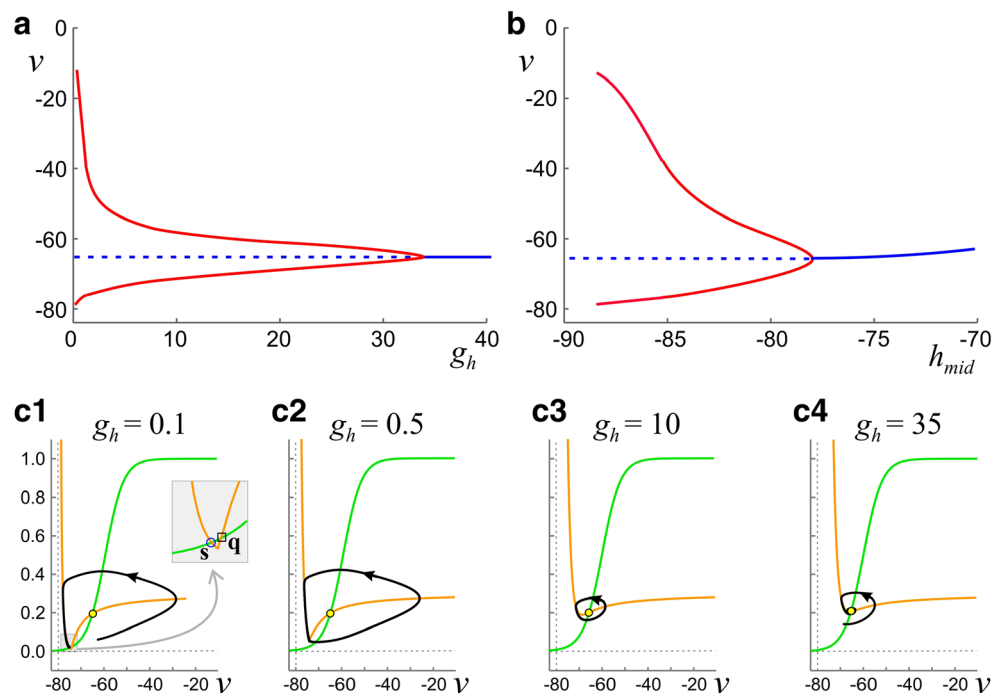 a
v
0
-20
-40
-60
-80
0
10
20
30
40
g_h
b
v
0
-20
-40
-60
-80
-90
-85
-80
-75
-70
h_mid
c1
g_h = 0.1
1.0
0.8
0.6
0.4
0.2
0.0
s
q
-80 -60 -40 -20
v
c2
g_h = 0.5
-80 -60 -40 -20
v
c3
g_h = 10
-80 -60 -40 -20
v
c4
g_h = 35
-80 -60 -40 -20
v